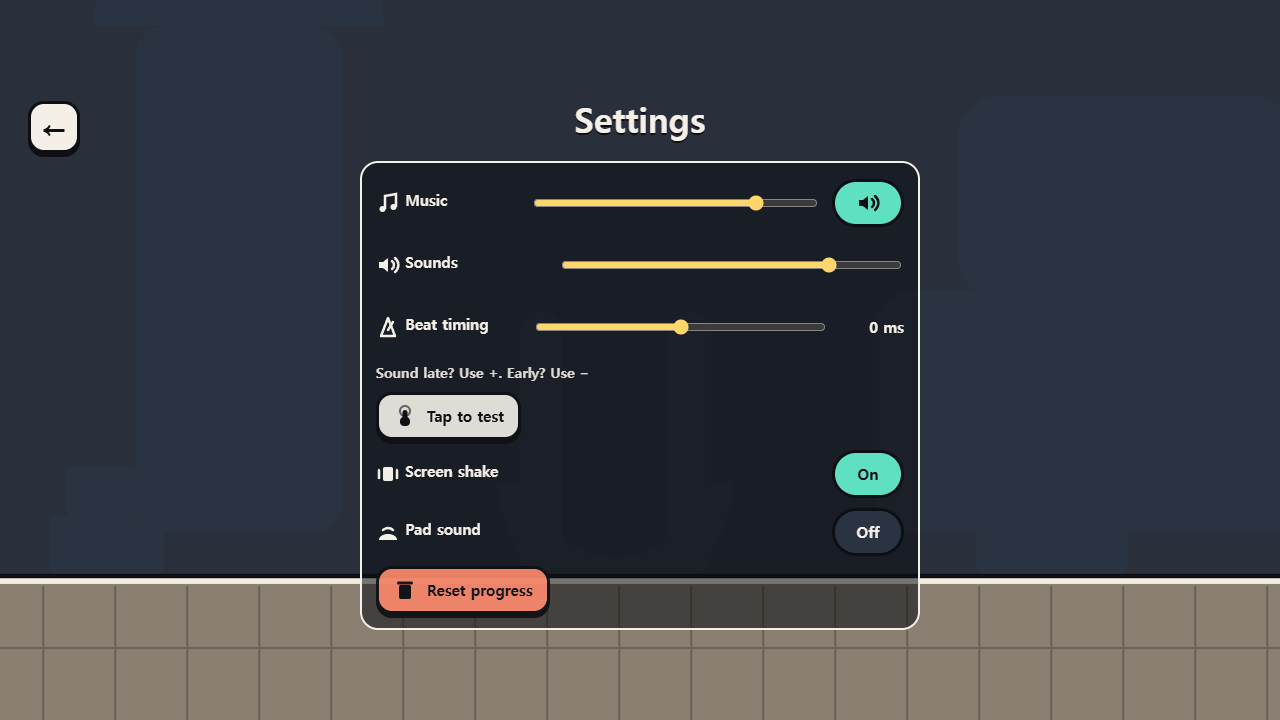 Settings
Music
Sounds
Beat timing
0 ms
Sound late? Use +. Early? Use −
Tap to test
Screen shake
On
Pad sound
Off
Reset progress